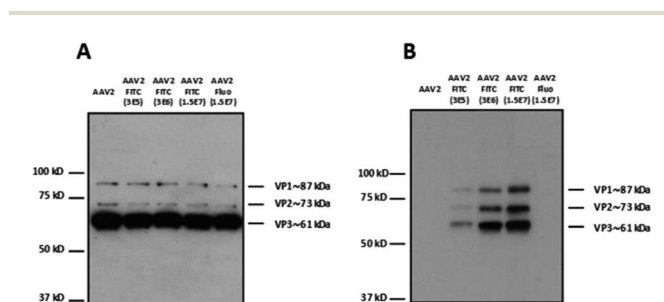 A
AAV2
AAV2 FITC (3E5)
AAV2 FITC (3E6)
AAV2 FITC (1.5E7)
AAV2 Fluo (1.5E7)
100 kD
75 kD
50 kD
37 kD
VP1~87 kDa
VP2~73 kDa
VP3~61 kDa
B
AAV2
AAV2 FITC (3E5)
AAV2 FITC (3E6)
AAV2 FITC (1.5E7)
AAV2 Fluo (1.5E7)
100 kD
75 kD
50 kD
37 kD
VP1~87 kDa
VP2~73 kDa
VP3~61 kDa